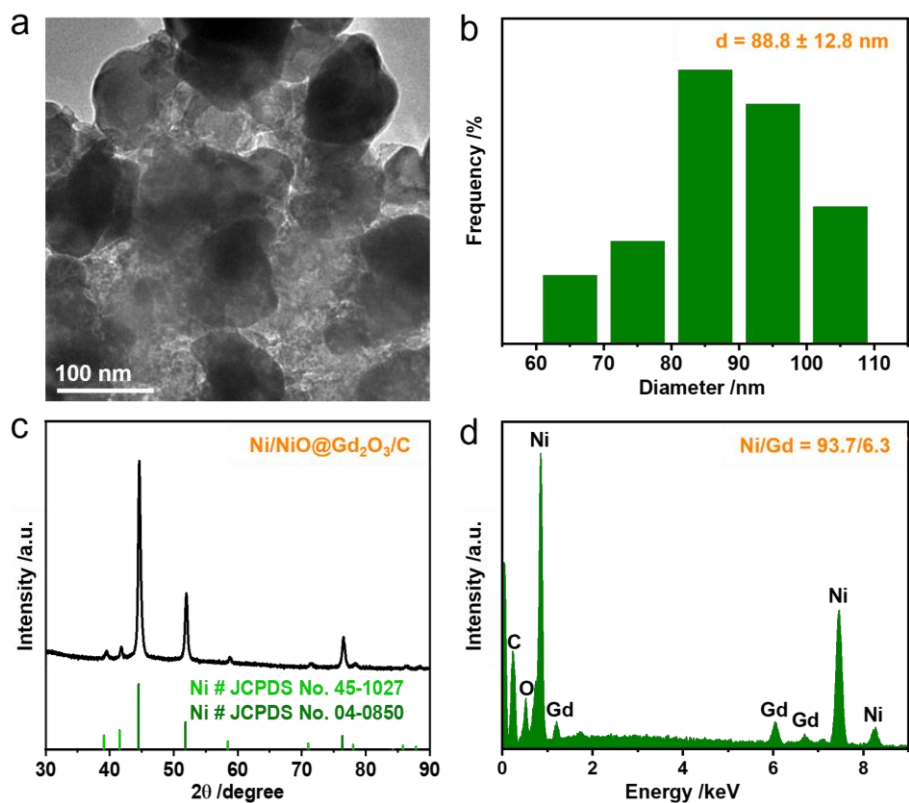 a
100 nm
b
d = 88.8 ± 12.8 nm
Frequency /%
60 70 80 90 100 110
Diameter /nm
c
Ni/NiO@Gd₂O₃/C
Intensity /a.u.
Ni # JCPDS No. 45-1027
Ni # JCPDS No. 04-0850
30 40 50 60 70 80 90
2θ /degree
d
Ni/Gd = 93.7/6.3
Intensity /a.u.
C
O
Ni
Gd
Gd
Gd
Ni
Ni
0 2 4 6 8
Energy /keV